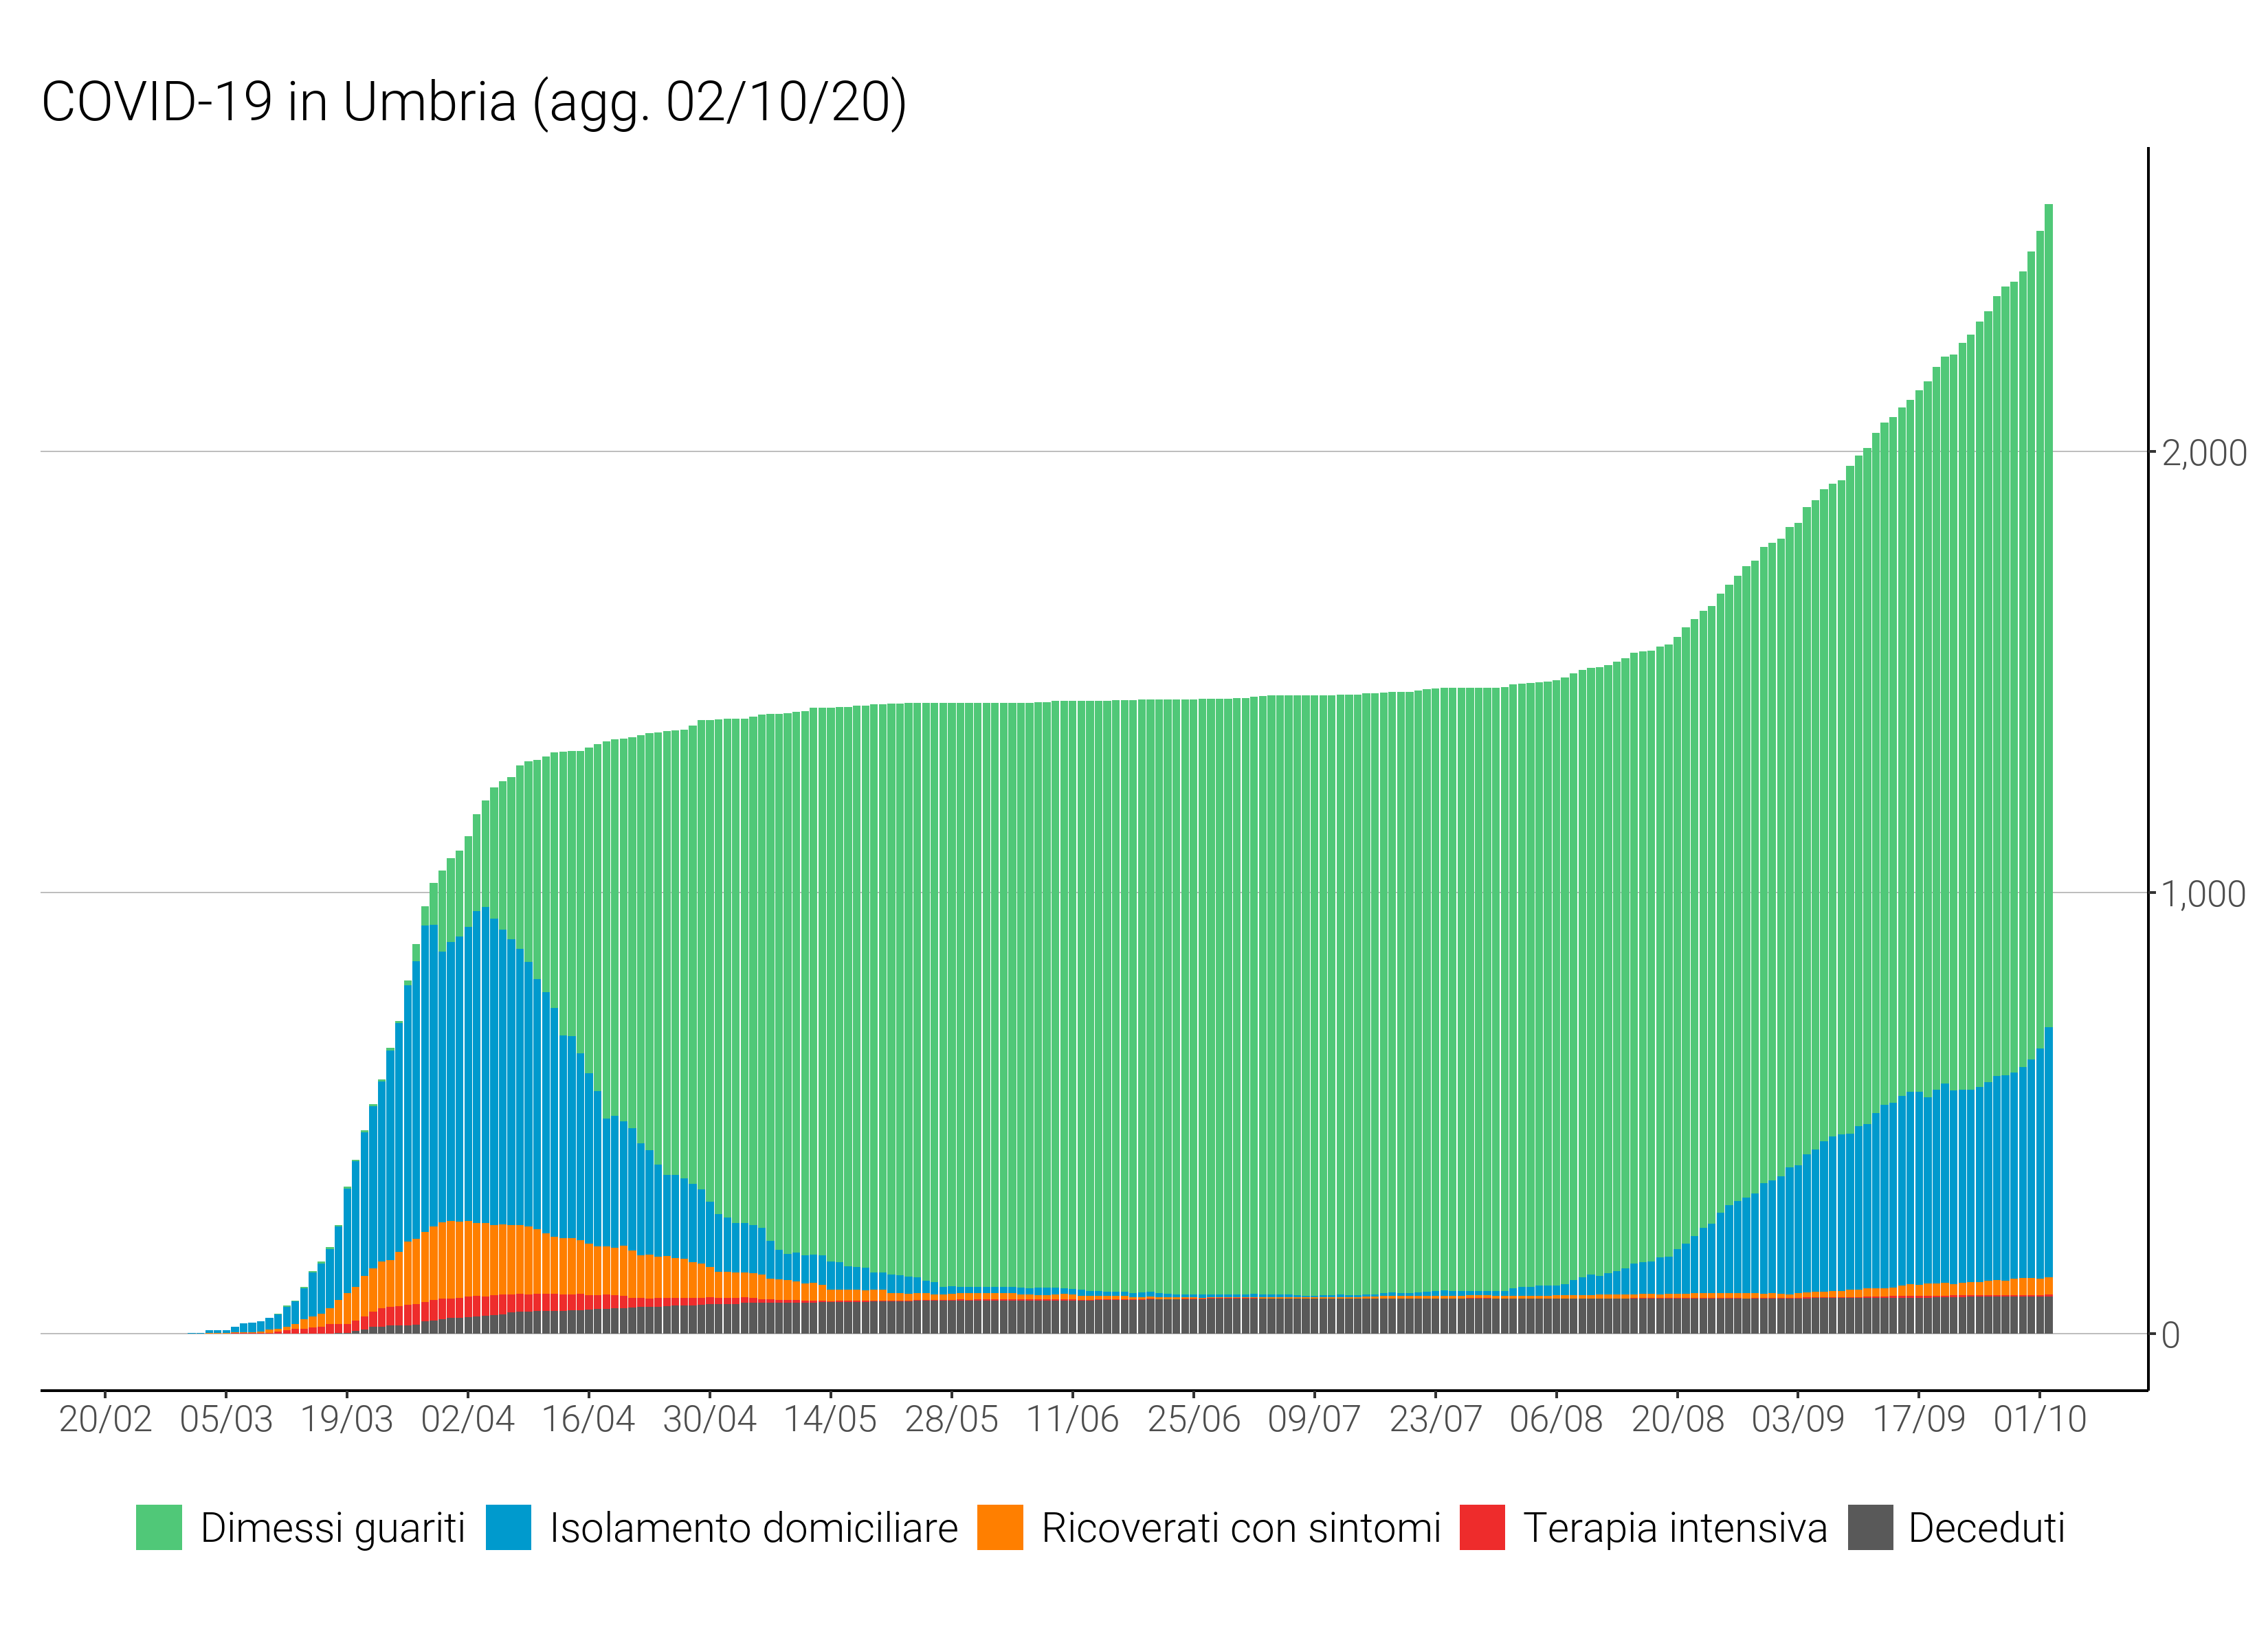 COVID-19 in Umbria (agg. 02/10/20)
2,000
1,000
0
20/02 05/03 19/03 02/04 16/04 30/04 14/05 28/05 11/06 25/06 09/07 23/07 06/08 20/08 03/09 17/09 01/10
Dimessi guariti Isolamento domiciliare Ricoverati con sintomi Terapia intensiva Deceduti